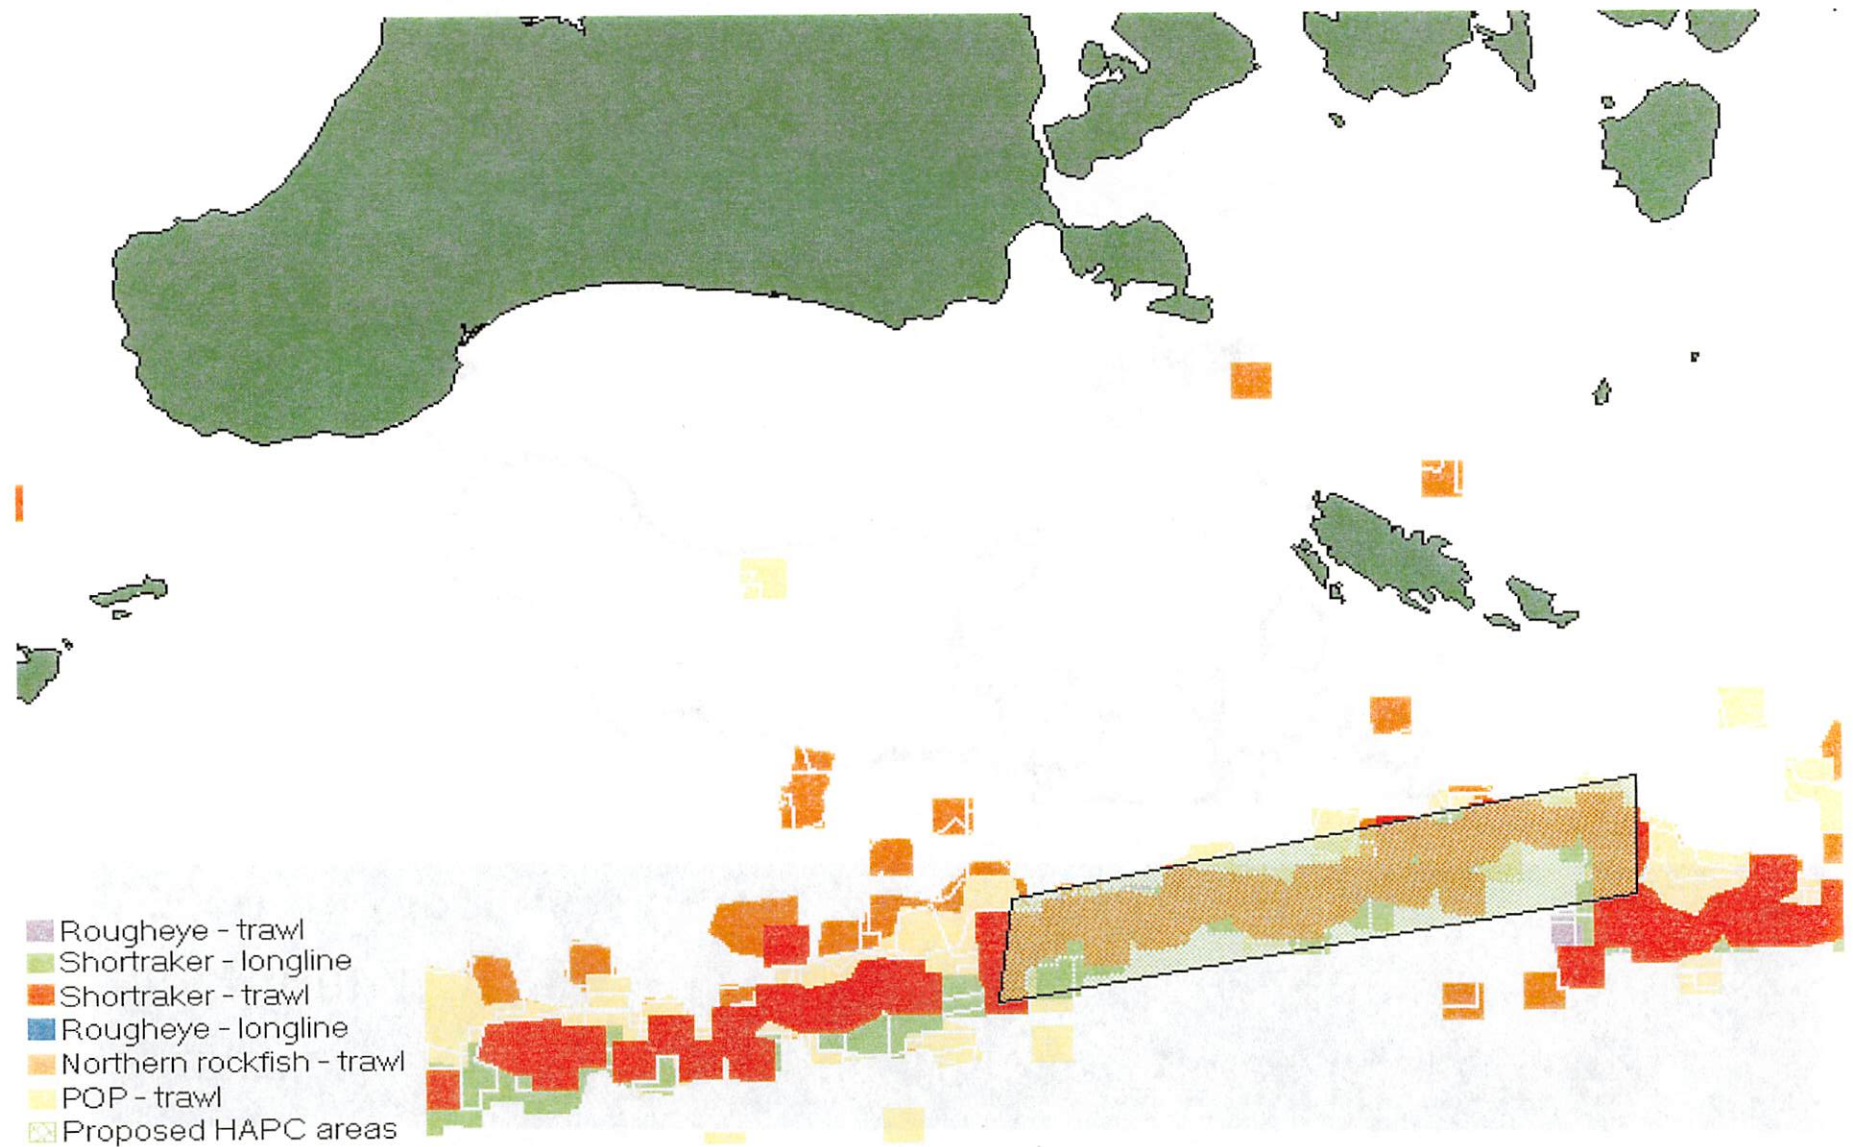 Rougheye - trawl
Shortraker - longline
Shortraker - trawl
Rougheye - longline
Northern rockfish - trawl
POP - trawl
Proposed HAPC areas